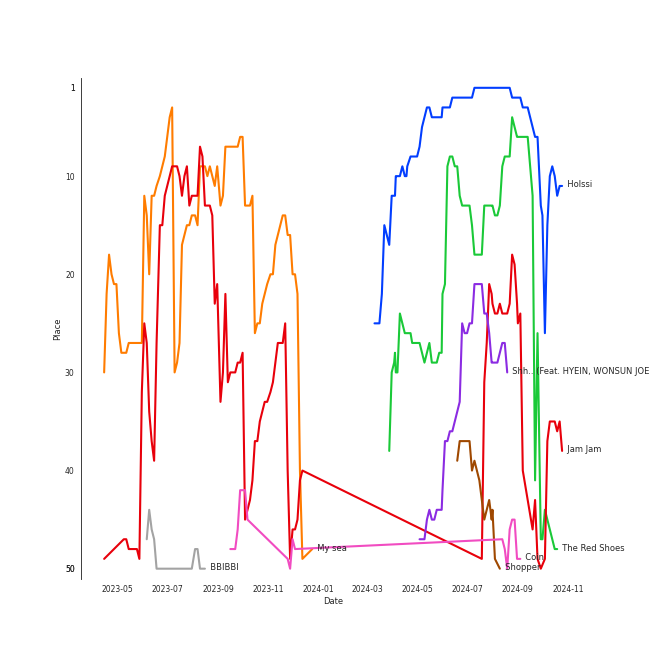 1
10
20
30
40
50
Place
Holssi
Shh.. (Feat. HYEIN, WONSUN JOE
Jam Jam
The Red Shoes
My sea
Coin
Shopper
BBIBBI
2023-05 2023-07 2023-09 2023-11 2024-01 2024-03 2024-05 2024-07 2024-09 2024-11
Date